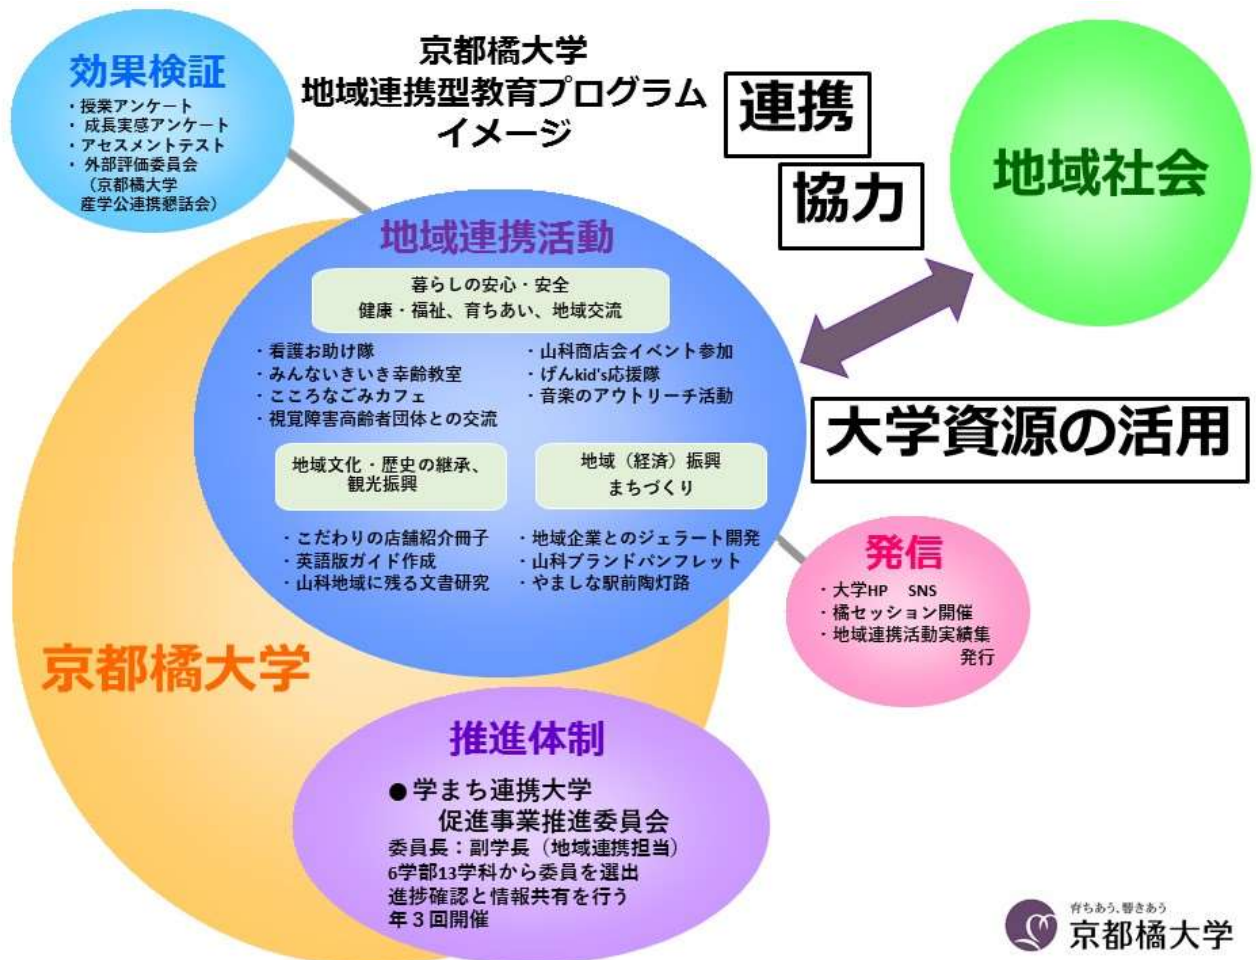 京都橘大学
地域連携型教育プログラム
イメージ
効果検証
・授業アンケート
・成長実感アンケート
・アセスメントテスト
・外部評価委員会
（京都橘大学
産学公連携懇話会）
連携
協力
地域社会
地域連携活動
暮らしの安心・安全
健康・福祉、育ちあい、地域交流
・看護お助け隊
・みんないきいき幸齢教室
・こころなごみカフェ
・視覚障害高齢者団体との交流
・山科商店会イベント参加
・げんkid's応援隊
・音楽のアウトリーチ活動
大学資源の活用
地域文化・歴史の継承、
観光振興
・こだわりの店舗紹介冊子
・英語版ガイド作成
・山科地域に残る文書研究
地域（経済）振興
まちづくり
・地域企業とのジェラート開発
・山科ブランドパンフレット
・やましな駅前陶灯路
発信
・大学HP　SNS
・橘セッション開催
・地域連携活動実績集
発行
京都橘大学
推進体制
●学まち連携大学
促進事業推進委員会
委員長：副学長（地域連携担当）
6学部13学科から委員を選出
進捗確認と情報共有を行う
年３回開催
育ちあう、響きあう
京都橘大学